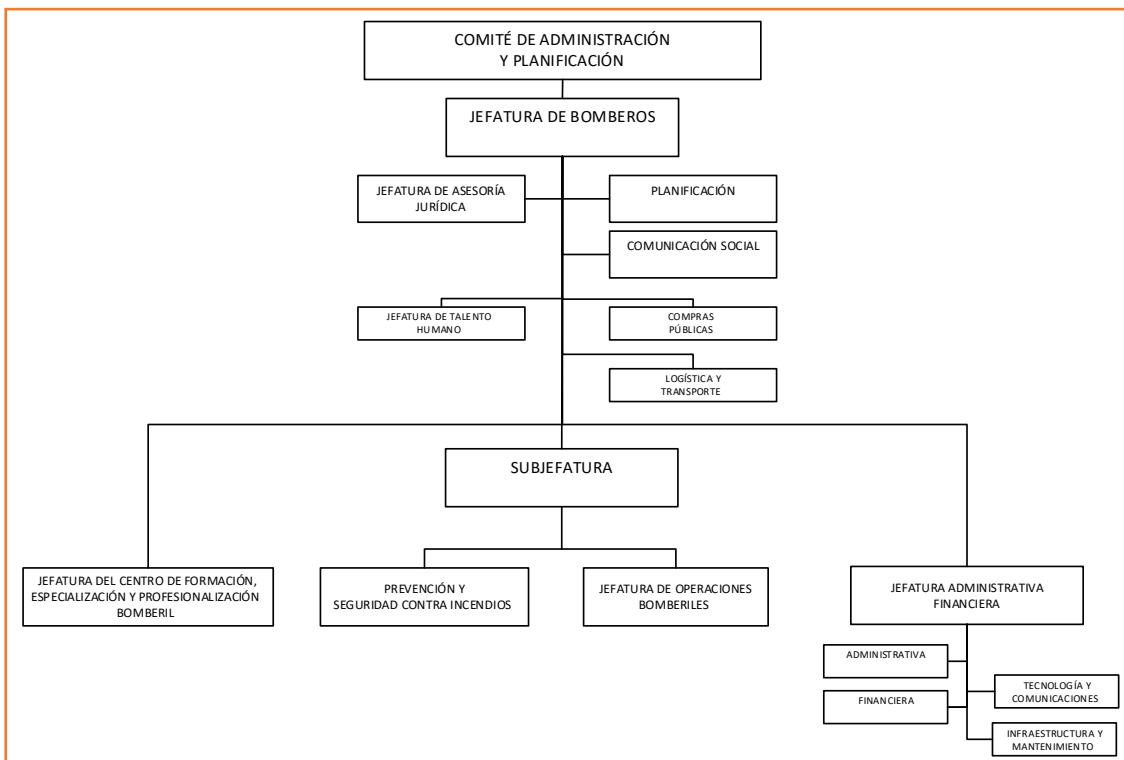 COMITÉ DE ADMINISTRACIÓN
Y PLANIFICACIÓN
JEFATURA DE BOMBEROS
JEFATURA DE ASESORÍA
JURÍDICA
PLANIFICACIÓN
COMUNICACIÓN SOCIAL
JEFATURA DE TALENTO
HUMANO
COMPRAS
PÚBLICAS
LOGÍSTICA Y
TRANSPORTE
SUBJEFATURA
JEFATURA DEL CENTRO DE FORMACIÓN,
ESPECIALIZACIÓN Y PROFESIONALIZACIÓN
BOMBERIL
PREVENCIÓN Y
SEGURIDAD CONTRA INCENDIOS
JEFATURA DE OPERACIONES
BOMBERILES
JEFATURA ADMINISTRATIVA
FINANCIERA
ADMINISTRATIVA
TECNOLOGÍA Y
COMUNICACIONES
FINANCIERA
INFRAESTRUCTURA Y
MANTENIMIENTO